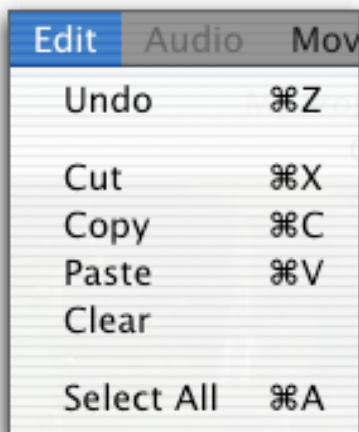 Edit Audio Mov
Undo ⌘Z
Cut ⌘X
Copy ⌘C
Paste ⌘V
Clear
Select All ⌘A